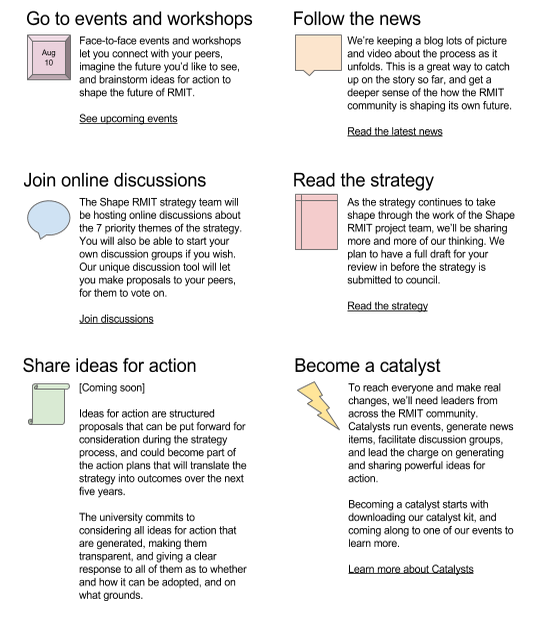 Go to events and workshops
Aug
10
Face-to-face events and workshops
let you connect with your peers,
imagine the future you'd like to see,
and brainstorm ideas for action to
shape the future of RMIT.
See upcoming events
Follow the news
We're keeping a blog lots of picture
and video about the process as it
unfolds. This is a great way to catch
up on the story so far, and get a
deeper sense of the how the RMIT
community is shaping its own future.
Read the latest news
Join online discussions
The Shape RMIT strategy team will
be hosting online discussions about
the 7 priority themes of the strategy.
You will also be able to start your
own discussion groups if you wish.
Our unique discussion tool will let
you make proposals to your peers,
for them to vote on.
Join discussions
Read the strategy
As the strategy continues to take
shape through the work of the Shape
RMIT project team, we'll be sharing
more and more of our thinking. We
plan to have a full draft for your
review in before the strategy is
submitted to council.
Read the strategy
Share ideas for action
[Coming soon]
Ideas for action are structured
proposals that can be put forward for
consideration during the strategy
process, and could become part of
the action plans that will translate the
strategy into outcomes over the next
five years.
The university commits to
considering all ideas for action that
are generated, making them
transparent, and giving a clear
response to all of them as to whether
and how it can be adopted, and on
what grounds.
Become a catalyst
To reach everyone and make real
changes, we'll need leaders from
across the RMIT community.
Catalysts run events, generate news
items, facilitate discussion groups,
and lead the charge on generating
and sharing powerful ideas for
action.
Becoming a catalyst starts with
downloading our catalyst kit, and
coming along to one of our events to
learn more.
Learn more about Catalysts